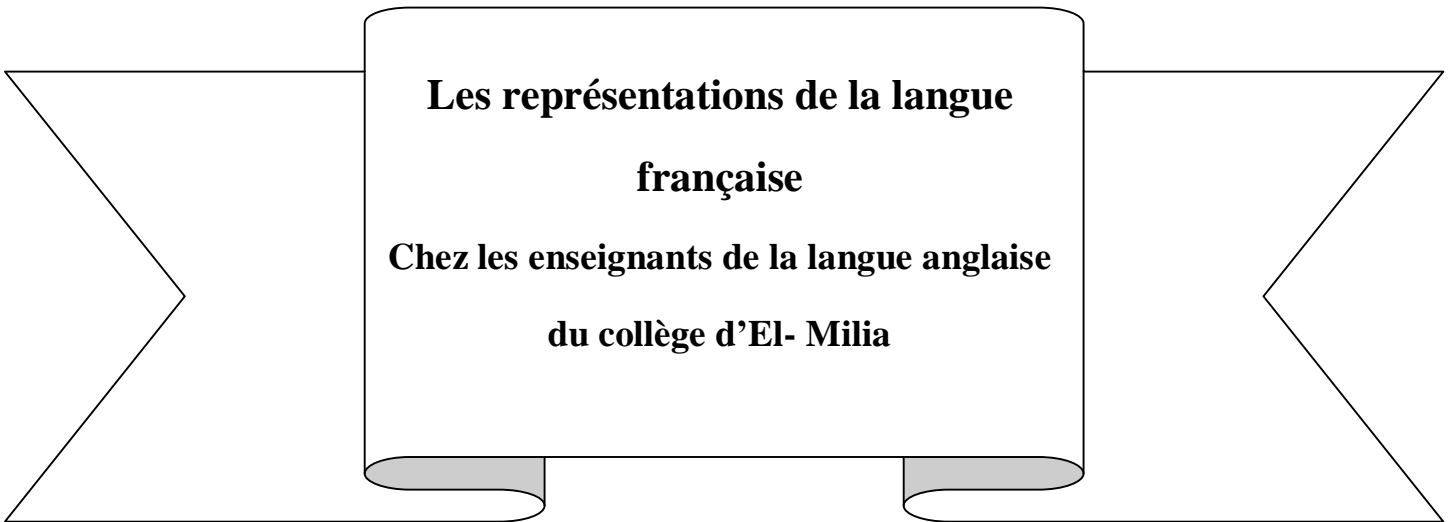 Les représentations de la langue
française
Chez les enseignants de la langue anglaise
du collège d’El- Milia